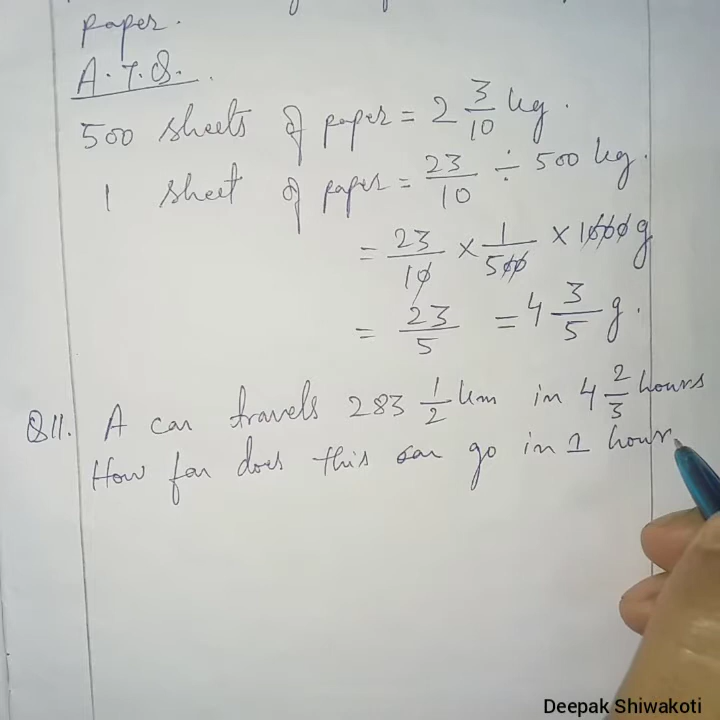 paper.
A.T.Q.
500 sheets of paper = 2 3/10 kg.
1 sheet of paper = 23/10 ÷ 500 kg.
= 23/10 × 1/500 × 1000 g
= 23/5 = 4 3/5 g.
Q11. A car travels 283 1/2 km in 4 2/3 hours
How far does this car go in 1 hour
Deepak Shiwakoti